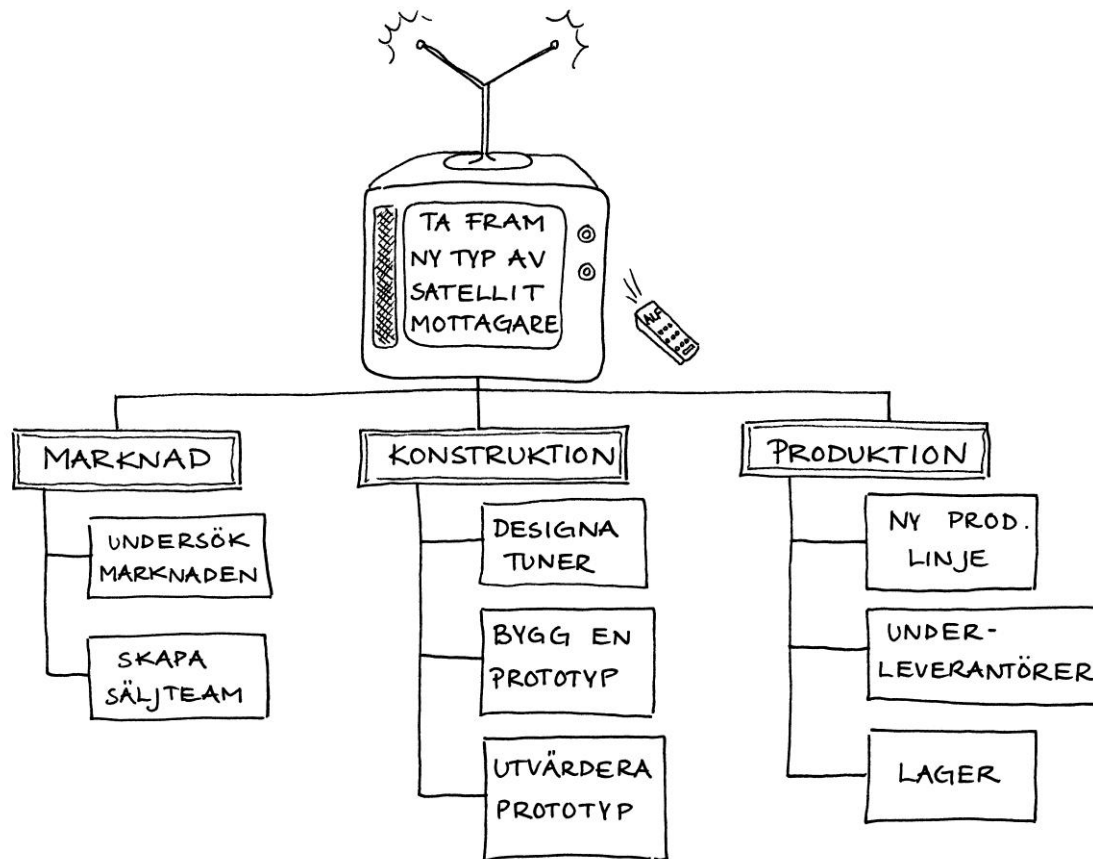 TA FRAM
NY TYP AV
SATELLIT
MOTTAGARE
ALF
MARKNAD
UNDERSÖK
MARKNADEN
SKAPA
SÄLJTEAM
KONSTRUKTION
DESIGNA
TUNER
BYGG EN
PROTOTYP
UTVÄRDERA
PROTOTYP
PRODUKTION
NY PROD.
LINJE
UNDER-
LEVERANTÖRER
LAGER